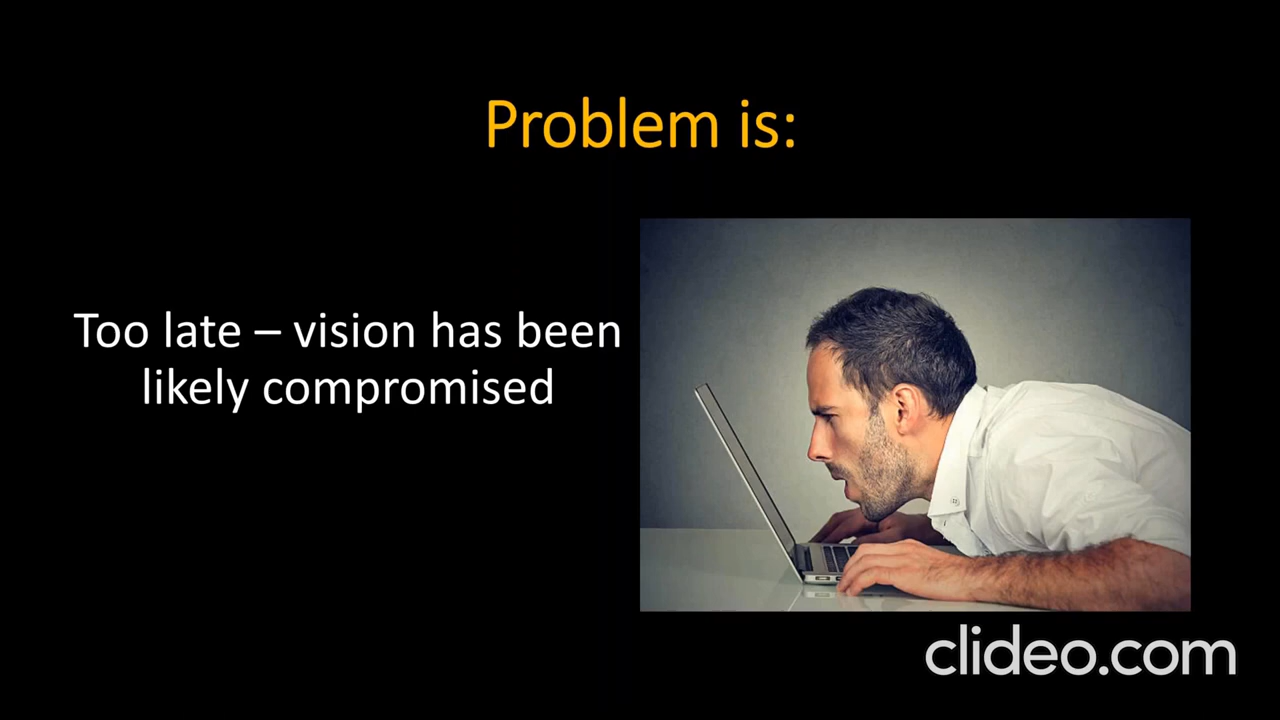 Problem is:
Too late – vision has been
likely compromised
clideo.com